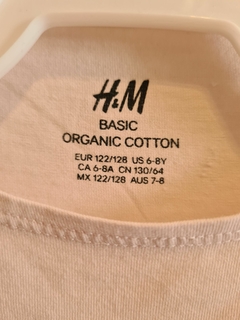 H&M
BASIC
ORGANIC COTTON
EUR 122/128 US 6-8Y
CA 6-8A CN 130/64
MX 122/128 AUS 7-8